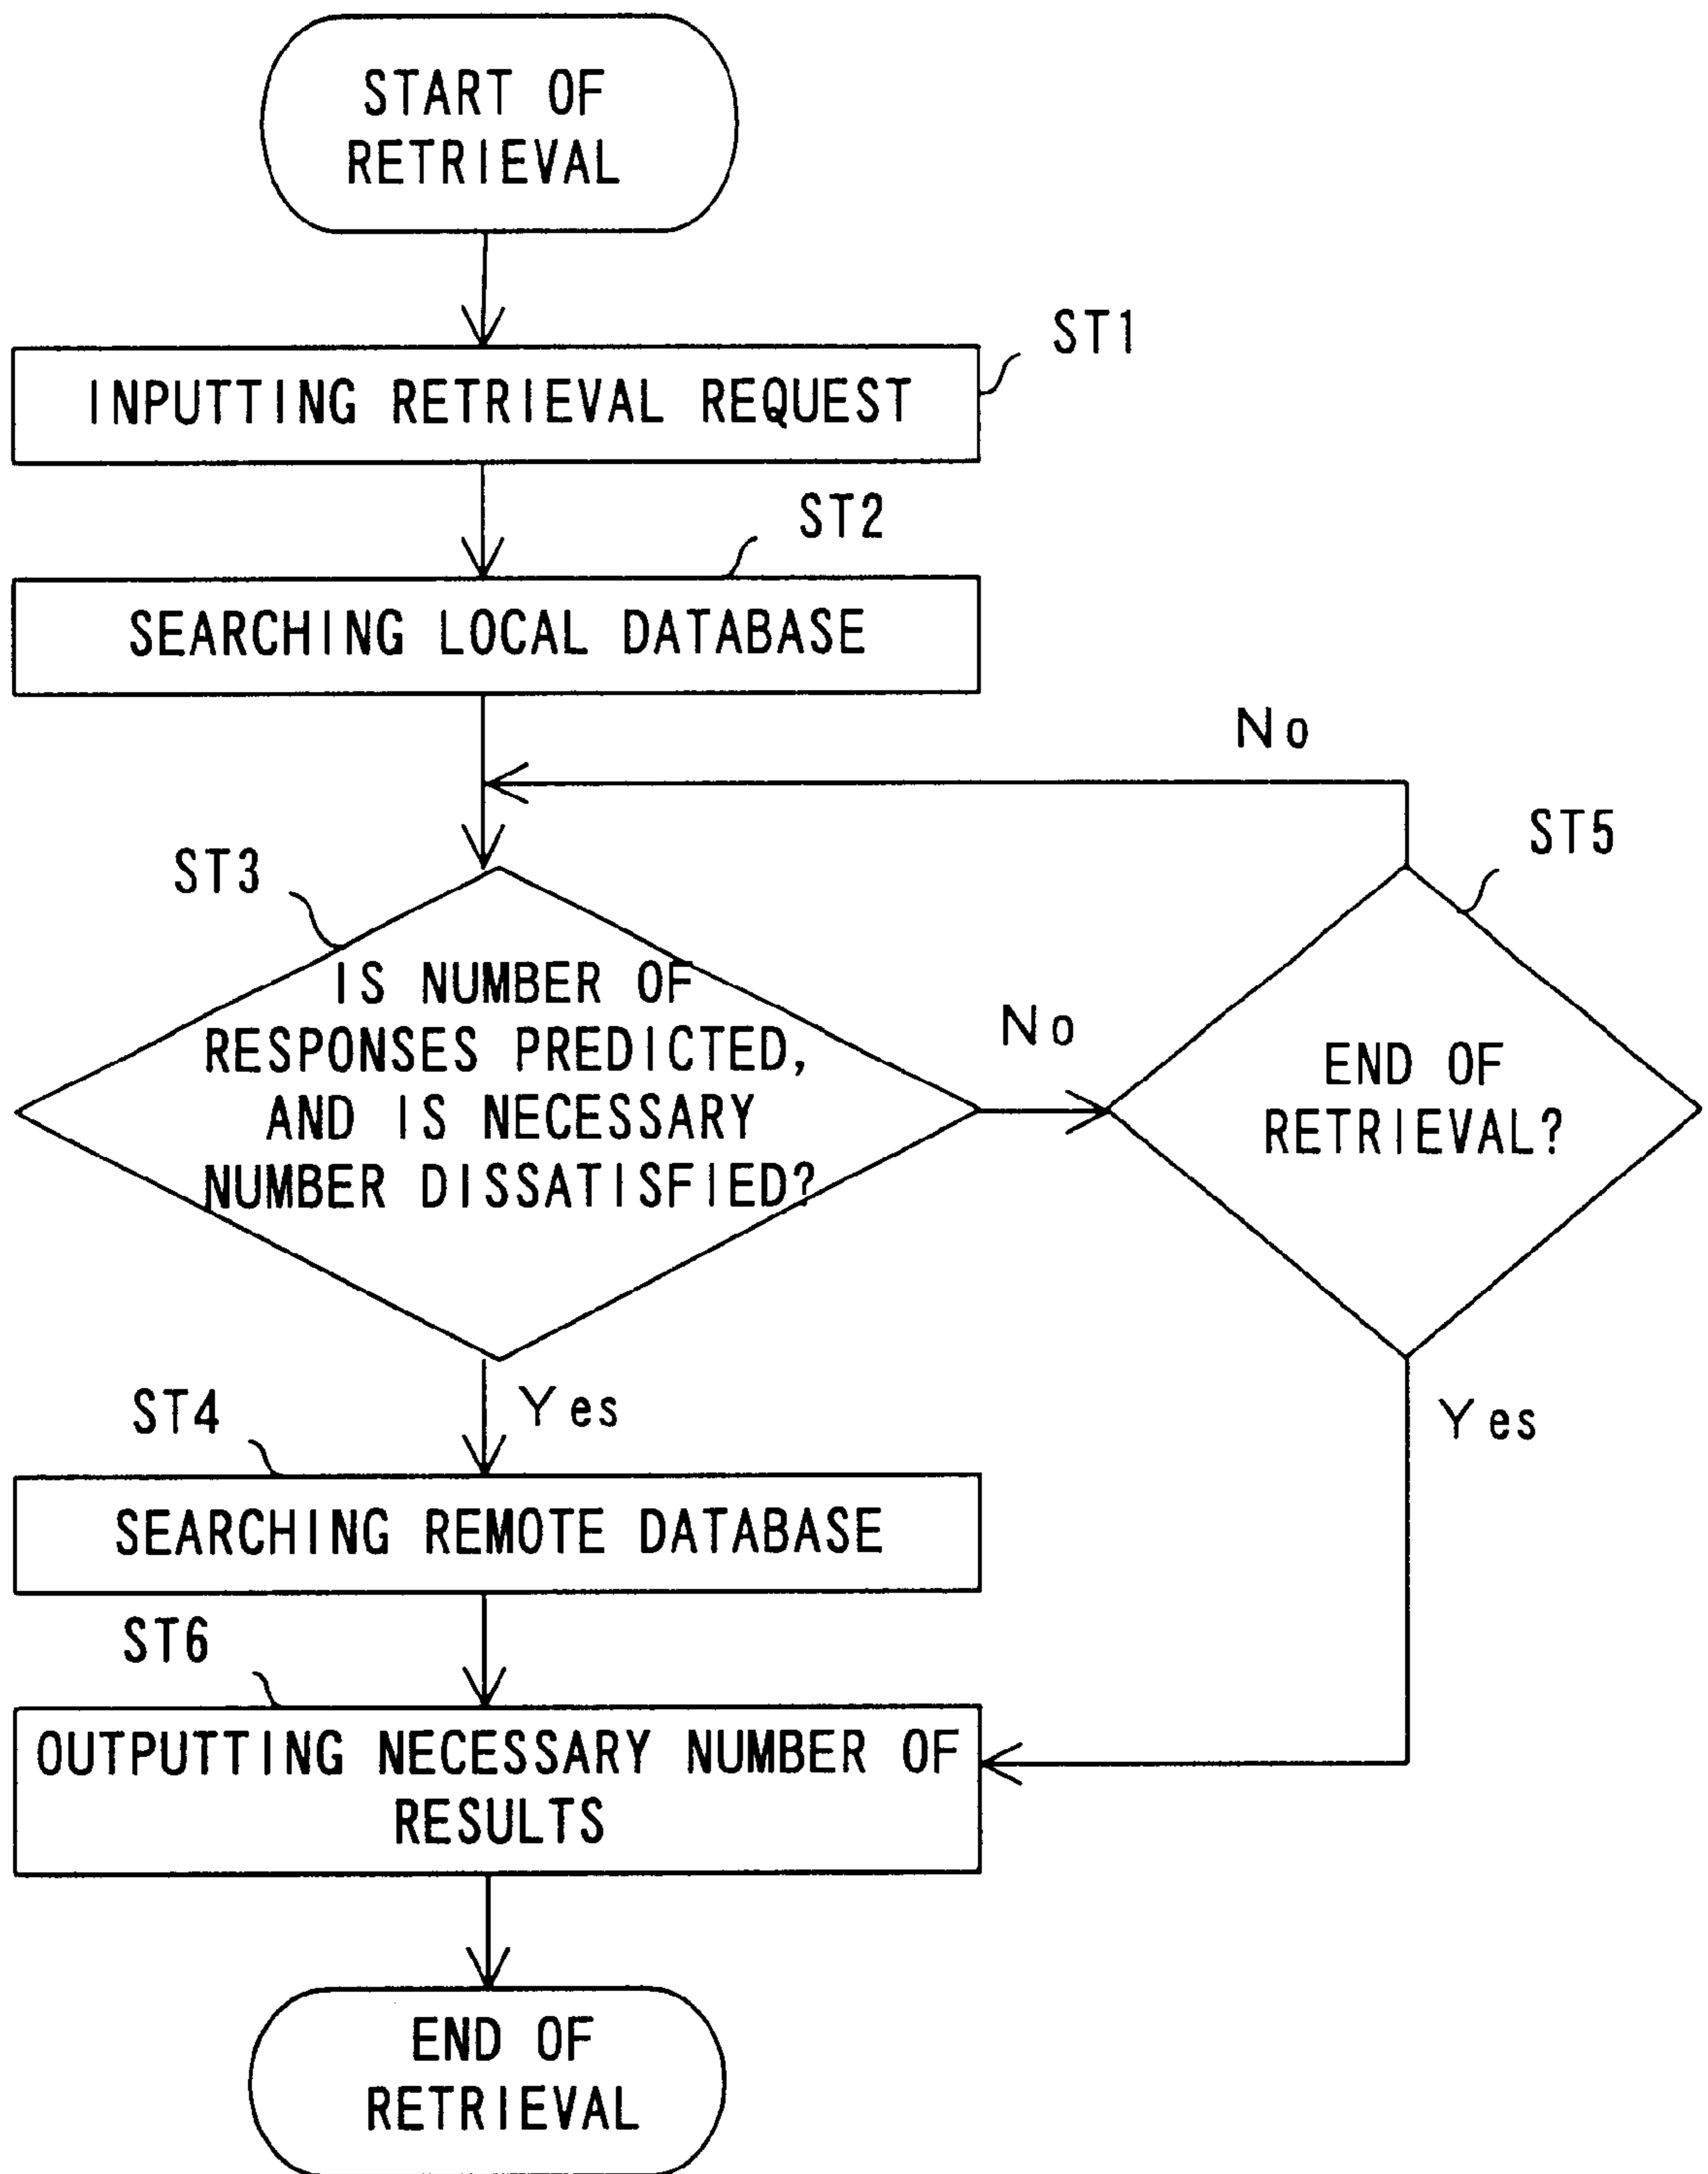 START OF
RETRIEVAL
ST1
INPUTTING RETRIEVAL REQUEST
ST2
SEARCHING LOCAL DATABASE
No
ST3
ST5
IS NUMBER OF
RESPONSES PREDICTED,
AND IS NECESSARY
NUMBER DISSATISFIED?
No
END OF
RETRIEVAL?
ST4
Yes
Yes
SEARCHING REMOTE DATABASE
ST6
OUTPUTTING NECESSARY NUMBER OF
RESULTS
END OF
RETRIEVAL